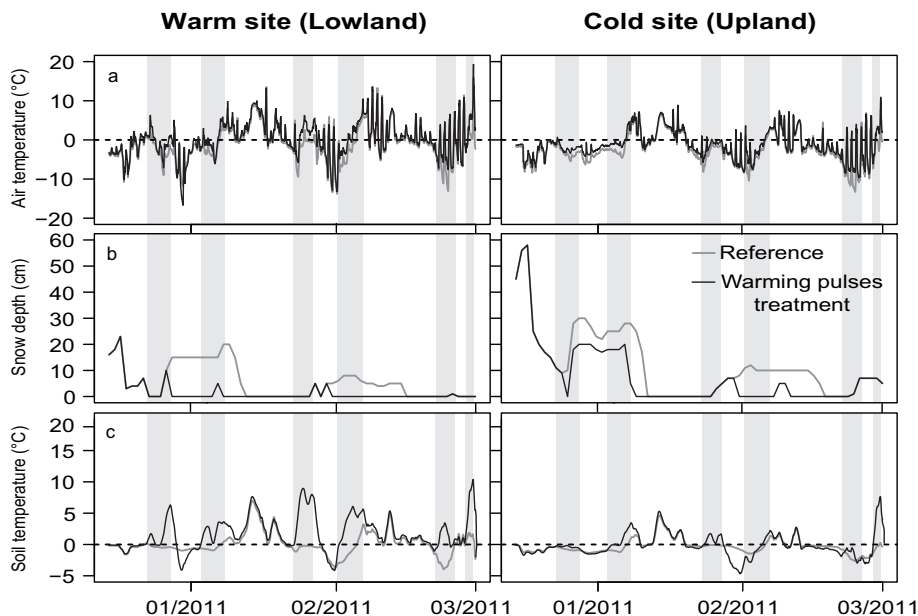 Warm site (Lowland)
Cold site (Upland)
Air temperature (°C)
a
20
10
0
−10
−20
Snow depth (cm)
b
60
50
40
30
20
10
0
Reference
Warming pulses
treatment
Soil temperature (°C)
c
20
15
10
5
0
−5
01/2011
02/2011
03/2011
01/2011
02/2011
03/2011